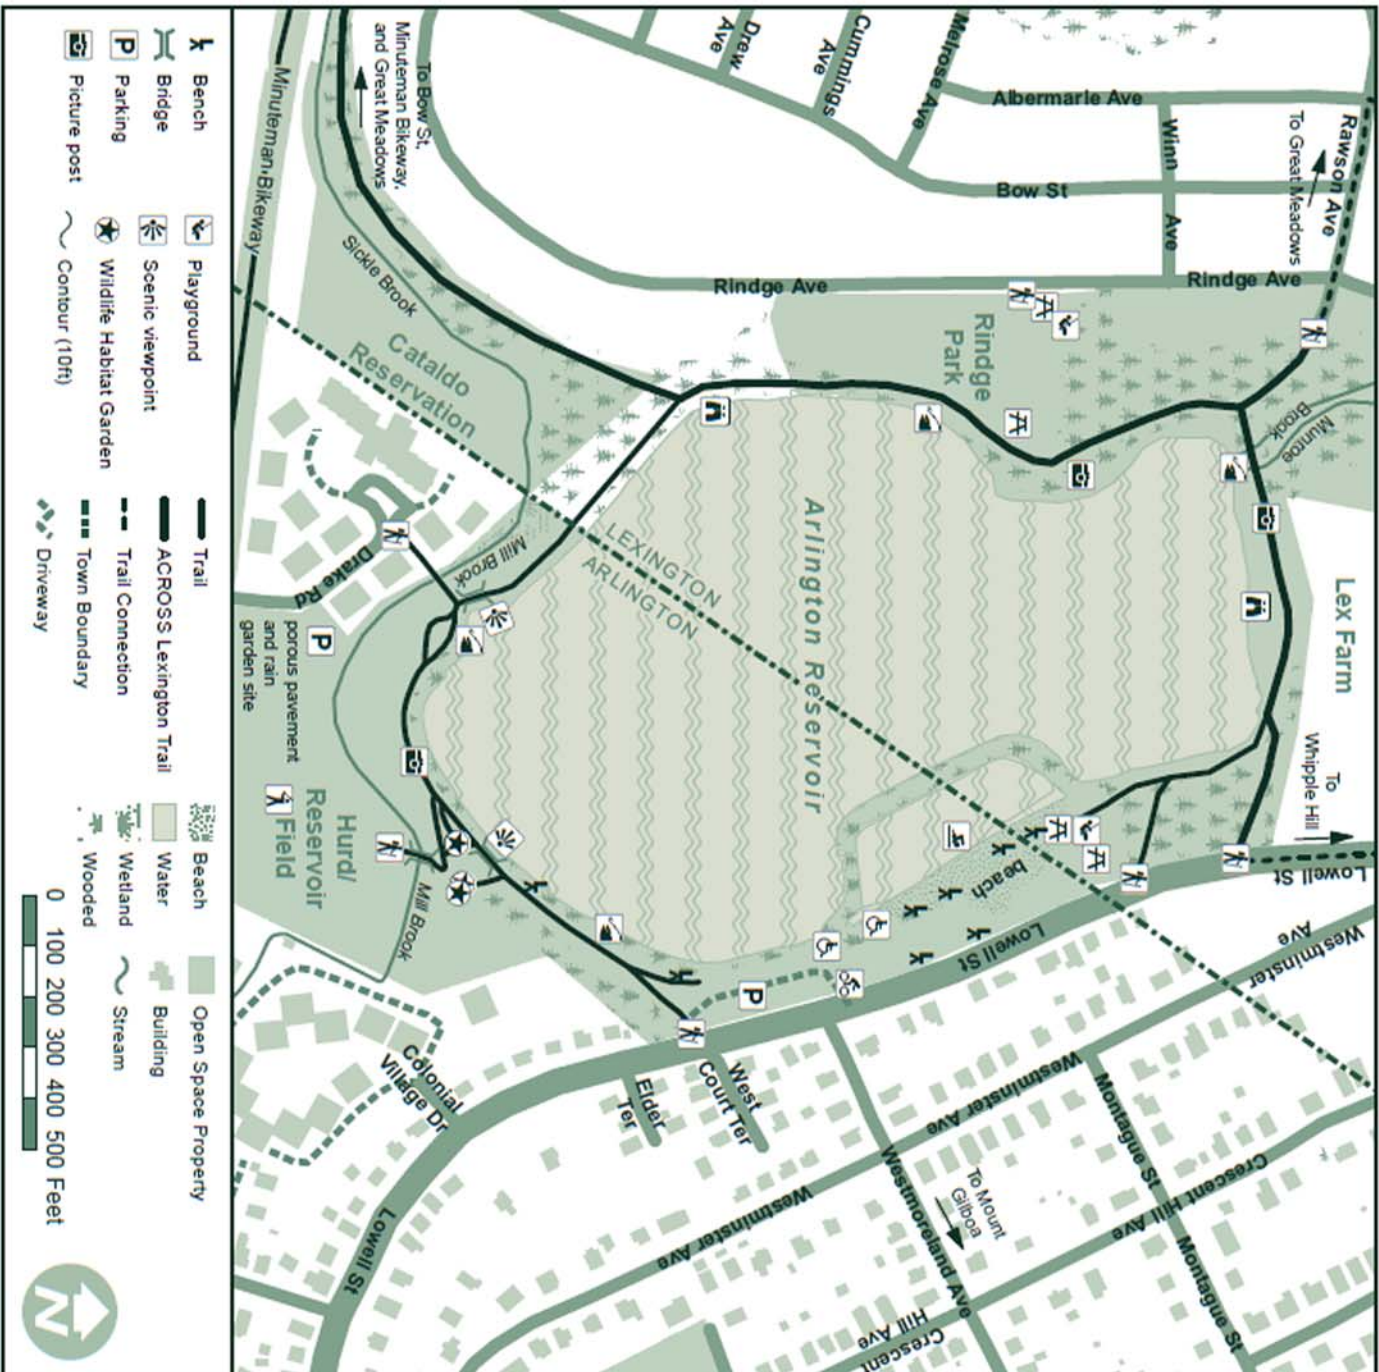 Minuteman Bikeway
To Bow St,
Minuteman Bikeway,
and Great Meadows
Drew
Ave
Cummings
Ave
Melrose Ave
Albermarle Ave
Winn
Ave
Bow St
Rindge Ave
Rindge Ave
Rawson Ave
To Great Meadows
Sickle Brook
Cataldo
Reservation
Rindge
Park
Munroe
Brook
Lex Farm
To
Whipple Hill
Lowell St
Arlington Reservoir
LEXINGTON
ARLINGTON
Mill Brook
Drake Rd
P
porous pavement
and rain
garden site
Hurd/
Reservoir
Field
Mill Brook
beach
Lowell St
P
Westminster
Ave
Westminster Ave
Westminster Ave
Montague St
Montague St
Crescent Hill Ave
Crescent
Hill Ave
Westmoreland Ave
To Mount
Gilboa
West
Court Ter
Elder
Ter
Colonial
Village Dr
Lowell St
Bench
Bridge
P Parking
Picture post
Playground
Scenic viewpoint
Wildlife Habitat Garden
Contour (10ft)
Trail
ACROSS Lexington Trail
Trail Connection
Town Boundary
Driveway
Beach
Water
Wetland
Wooded
Open Space Property
Building
Stream
0 100 200 300 400 500 Feet
N